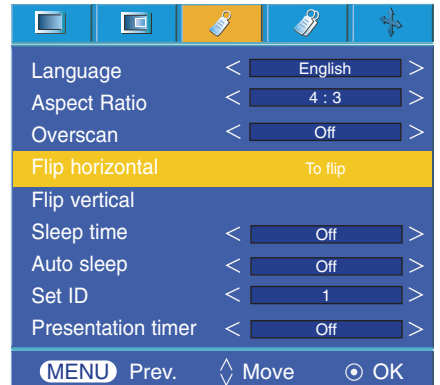 Language < English >
Aspect Ratio < 4 : 3 >
Overscan < Off >
Flip horizontal To flip
Flip vertical
Sleep time < Off >
Auto sleep < Off >
Set ID < 1 >
Presentation timer < Off >
MENU Prev. Move OK